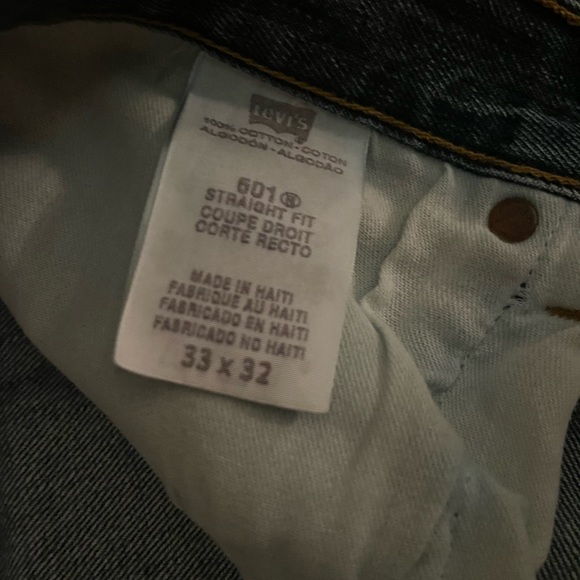 Levi's
100% COTTON-COTON
ALGODÓN-ALGODÃO
501®
STRAIGHT FIT
COUPE DROIT
CORTE RECTO
MADE IN HAITI
FABRIQUE AU HAITI
FABRICADO EN HAITI
FABRICADO NO HAITI
33 x 32